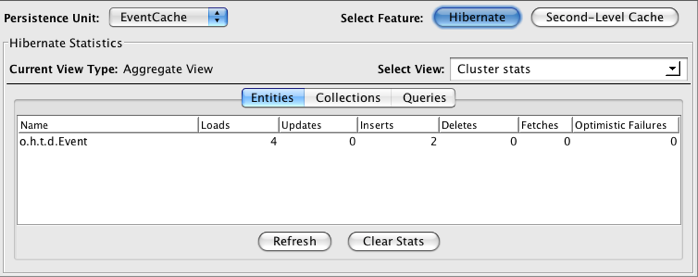 Persistence Unit: EventCache Select Feature: Hibernate Second-Level Cache
Hibernate Statistics
Current View Type: Aggregate View Select View: Cluster stats
Entities Collections Queries
Name Loads Updates Inserts Deletes Fetches Optimistic Failures
o.h.t.d.Event 4 0 2 0 0 0
Refresh Clear Stats